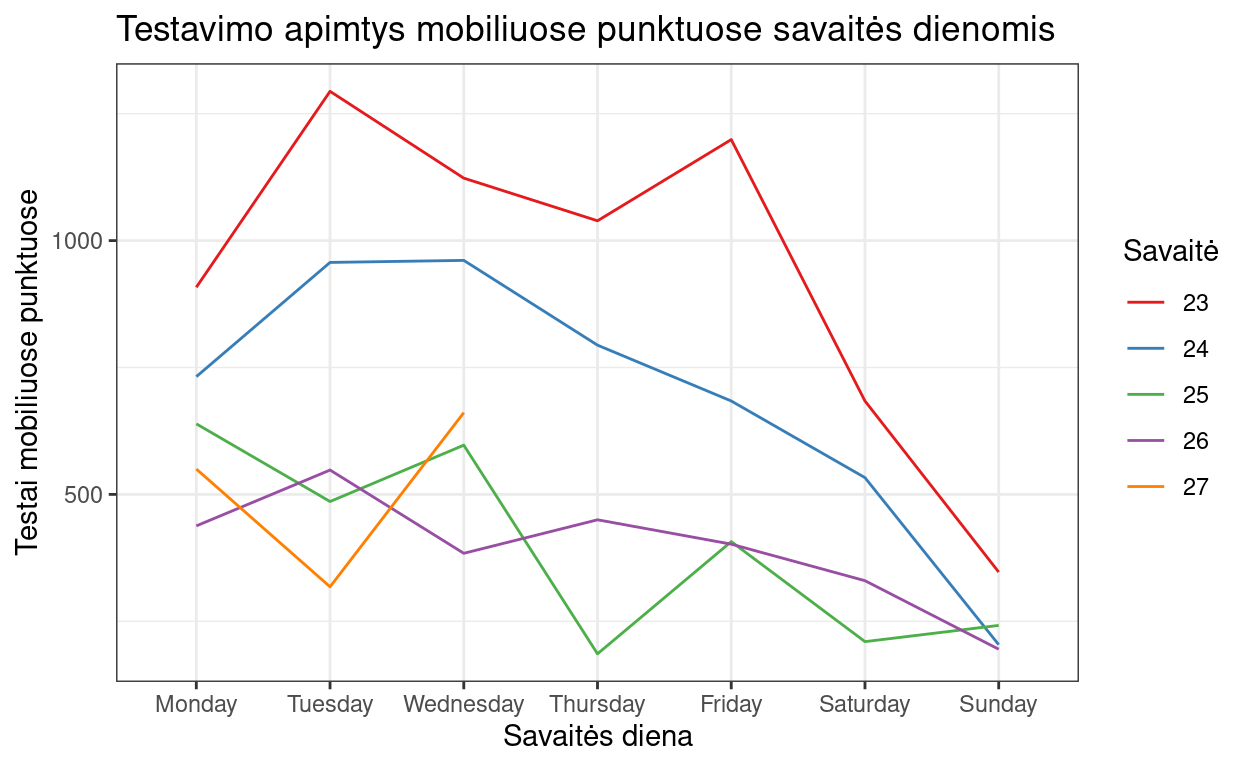 Testavimo apimtys mobiliuose punktuose savaitės dienomis
Testai mobiliuose punktuose
1000
500
Monday Tuesday Wednesday Thursday Friday Saturday Sunday
Savaitės diena
Savaitė
23
24
25
26
27